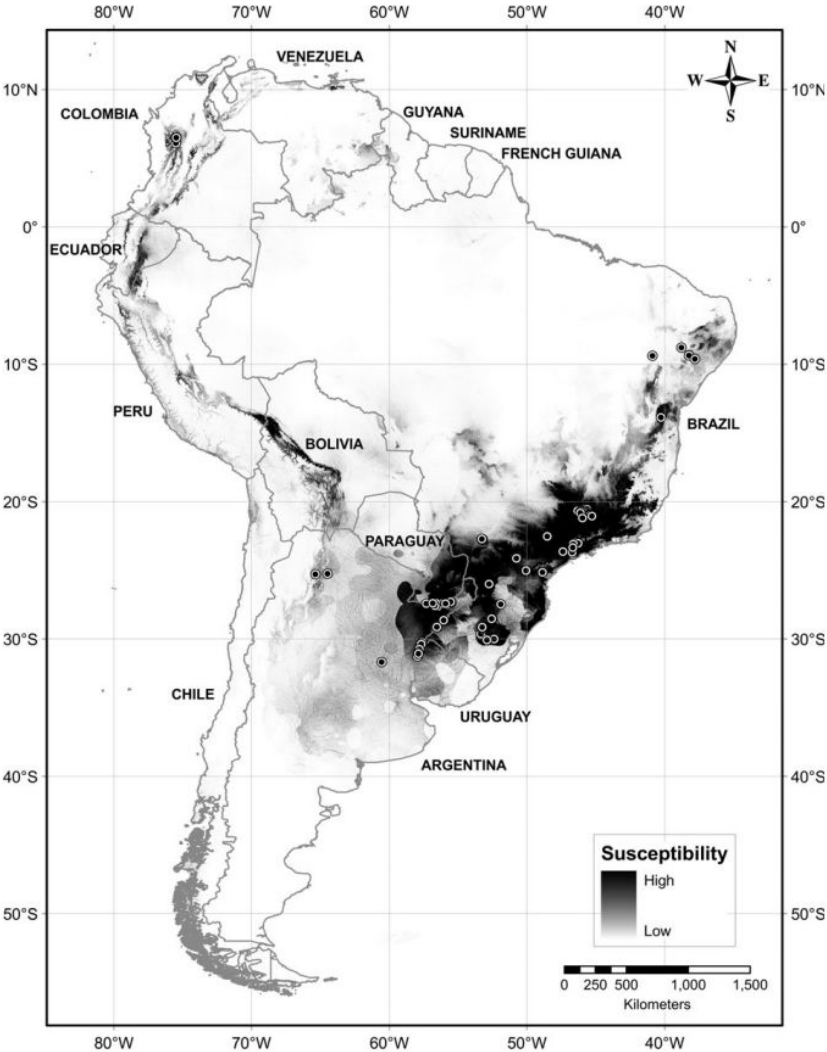 80°W 70°W 60°W 50°W 40°W
N
W E
S
VENEZUELA
10°N 10°N
COLOMBIA
GUYANA
SURINAME
FRENCH GUIANA
0° 0°
ECUADOR
10°S 10°S
PERU
BRAZIL
BOLIVIA
20°S 20°S
PARAGUAY
30°S 30°S
CHILE
URUGUAY
ARGENTINA
40°S 40°S
Susceptibility
High
Low
50°S 50°S
0 250 500 1,000 1,500
Kilometers
80°W 70°W 60°W 50°W 40°W